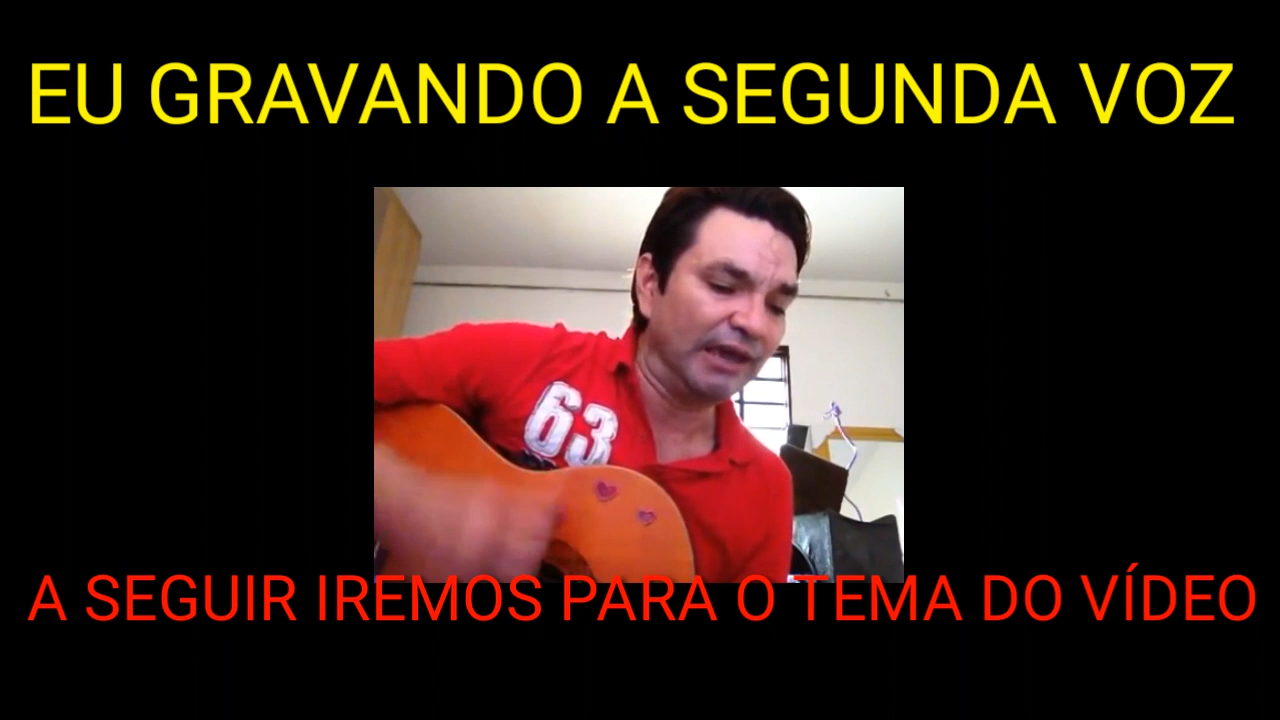 EU GRAVANDO A SEGUNDA VOZ
63
A SEGUIR IREMOS PARA O TEMA DO VÍDEO